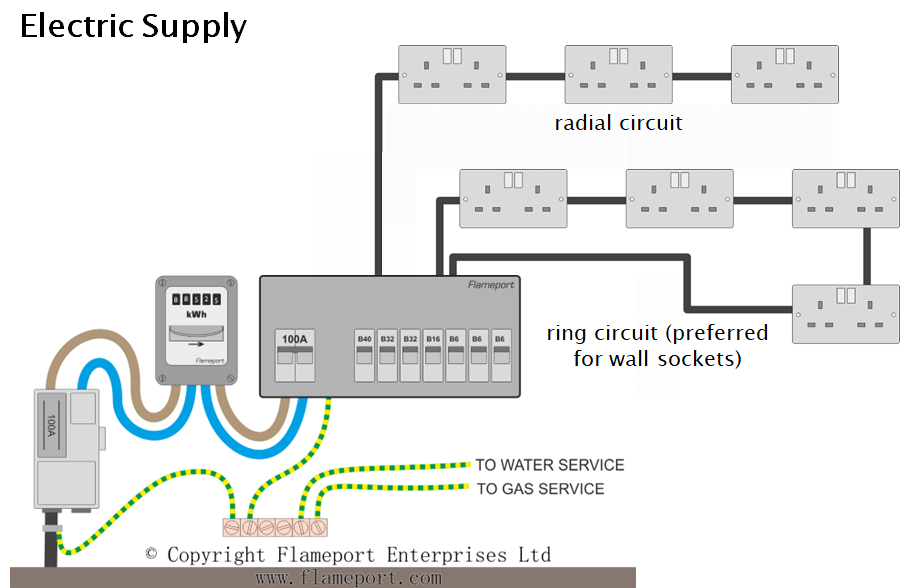 Electric Supply
radial circuit
Flameport
88525
kWh
Flameport
100A
B40 B32 B32 B16 B6 B6 B6
ring circuit (preferred
for wall sockets)
100A
TO WATER SERVICE
TO GAS SERVICE
© Copyright Flameport Enterprises Ltd
www.flameport.com